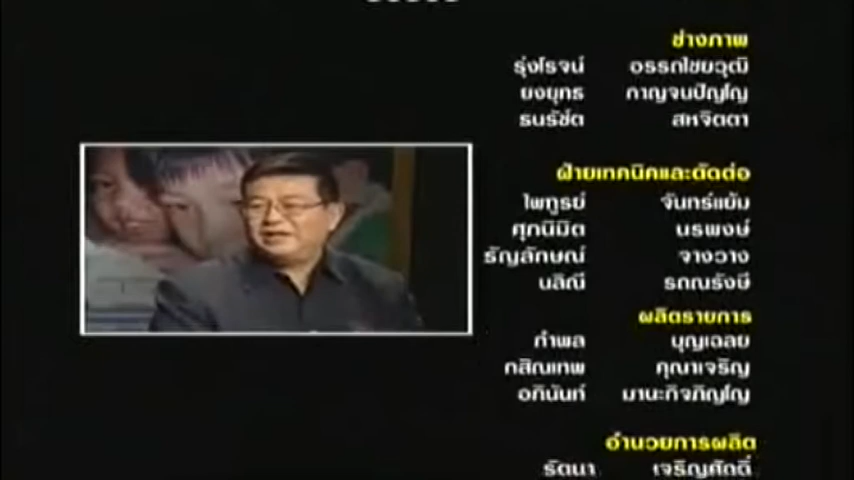 ช่างภาพ
รุ่งโรจน์ อรรถไชยวุฒิ
ยงยุทธ กาญจนปัญโญ
ธนรัชต สหจิตตา
ฝ่ายเทคนิคและตัดต่อ
ไพฑูรย์ จันทร์แย้ม
ศุภนิมิต นรพงษ์
ธัญลักษณ์ จางวาง
นลิณี รถณรังษี
ผลิตรายการ
กำพล บุญเฉลย
กสิณเทพ คุณาเจริญ
อภินันท์ มานะกิจภิญโญ
อำนวยการผลิต
รัตนา เจริญศักดิ์